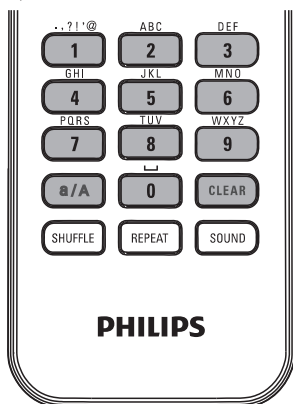 .,?!'@ ABC DEF
1 2 3
GHI JKL MNO
4 5 6
PQRS TUV WXYZ
7 8 9
␣
a/A 0 CLEAR
SHUFFLE REPEAT SOUND
PHILIPS